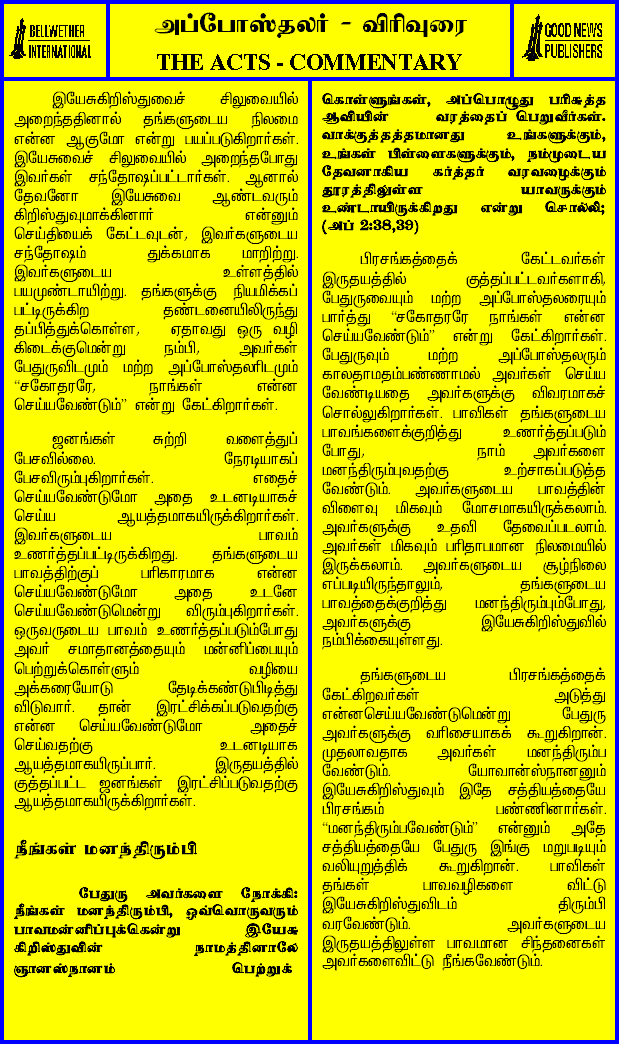 BELLWETHER
INTERNATIONAL
அப்போஸ்தலர் - விரிவுரை
THE ACTS - COMMENTARY
GOOD NEWS
PUBLISHERS
இயேசுகிறிஸ்துவைச் சிலுவையில்
அறைந்ததினால் தங்களுடைய நிலமை
என்ன ஆகுமோ என்று பயப்படுகிறார்கள்.
இயேசுவைச் சிலுவையில் அறைந்தபோது
இவர்கள் சந்தோஷப்பட்டார்கள். ஆனால்
தேவனோ இயேசுவை ஆண்டவரும்
கிறிஸ்துவுமாக்கினார் என்னும்
செய்தியைக் கேட்டவுடன், இவர்களுடைய
சந்தோஷம் துக்கமாக மாறிற்று.
இவர்களுடைய உள்ளத்தில்
பயமுண்டாயிற்று. தங்களுக்கு நியமிக்கப்
பட்டிருக்கிற தண்டனையிலிருந்து
தப்பித்துக்கொள்ள, ஏதாவது ஒரு வழி
கிடைக்குமென்று நம்பி, அவர்கள்
பேதுருவிடமும் மற்ற அப்போஸ்தலரிடமும்
“சகோதரரே, நாங்கள் என்ன
செய்யவேண்டும்” என்று கேட்கிறார்கள்.
ஜனங்கள் சுற்றி வளைத்துப்
பேசவில்லை. நேரடியாகப்
பேசவிரும்புகிறார்கள். எதைச்
செய்யவேண்டுமோ அதை உடனடியாகச்
செய்ய ஆயத்தமாகயிருக்கிறார்கள்.
இவர்களுடைய பாவம்
உணர்த்தப்பட்டிருக்கிறது. தங்களுடைய
பாவத்திற்குப் பரிகாரமாக என்ன
செய்யவேண்டுமோ அதை உடனே
செய்யவேண்டுமென்று விரும்புகிறார்கள்.
ஒருவருடைய பாவம் உணர்த்தப்படும்போது
அவர் சமாதானத்தையும் மன்னிப்பையும்
பெற்றுக்கொள்ளும் வழியை
அக்கரையோடு தேடிக்கண்டுபிடித்து
விடுவார். தான் இரட்சிக்கப்படுவதற்கு
என்ன செய்யவேண்டுமோ அதைச்
செய்வதற்கு உடனடியாக
ஆயத்தமாகயிருப்பார். இருதயத்தில்
குத்தப்பட்ட ஜனங்கள் இரட்சிப்படுவதற்கு
ஆயத்தமாகயிருக்கிறார்கள்.
நீங்கள் மனந்திரும்பி
பேதுரு அவர்களை நோக்கி:
நீங்கள் மனந்திரும்பி, ஒவ்வொருவரும்
பாவமன்னிப்புக்கென்று இயேசு
கிறிஸ்துவின் நாமத்தினாலே
ஞானஸ்நானம் பெற்றுக்
கொள்ளுங்கள், அப்பொழுது பரிசுத்த
ஆவியின் வரத்தைப் பெறுவீர்கள்.
வாக்குத்தத்தமானது உங்களுக்கும்,
உங்கள் பிள்ளைகளுக்கும், நம்முடைய
தேவனாகிய கர்த்தர் வரவழைக்கும்
தூரத்திலுள்ள யாவருக்கும்
உண்டாயிருக்கிறது என்று சொல்லி;
(அப் 2:38,39)
பிரசங்கத்தைக் கேட்டவர்கள்
இருதயத்தில் குத்தப்பட்டவர்களாகி,
பேதுருவையும் மற்ற அப்போஸ்தலரையும்
பார்த்து “சகோதரரே நாங்கள் என்ன
செய்யவேண்டும்” என்று கேட்கிறார்கள்.
பேதுருவும் மற்ற அப்போஸ்தலரும்
காலதாமதம்பண்ணாமல் அவர்கள் செய்ய
வேண்டியதை அவர்களுக்கு விவரமாகச்
சொல்லுகிறார்கள். பாவிகள் தங்களுடைய
பாவங்களைக்குறித்து உணர்த்தப்படும்
போது, நாம் அவர்களை
மனந்திரும்புவதற்கு உற்சாகப்படுத்த
வேண்டும். அவர்களுடைய பாவத்தின்
விளைவு மிகவும் மோசமாகயிருக்கலாம்.
அவர்களுக்கு உதவி தேவைப்படலாம்.
அவர்கள் மிகவும் பரிதாபமான நிலமையில்
இருக்கலாம். அவர்களுடைய சூழ்நிலை
எப்படியிருந்தாலும், தங்களுடைய
பாவத்தைக்குறித்து மனந்திரும்பும்போது,
அவர்களுக்கு இயேசுகிறிஸ்துவில்
நம்பிக்கையுள்ளது.
தங்களுடைய பிரசங்கத்தைக்
கேட்கிறவர்கள் அடுத்து
என்னசெய்யவேண்டுமென்று பேதுரு
அவர்களுக்கு வரிசையாகக் கூறுகிறான்.
முதலாவதாக அவர்கள் மனந்திரும்ப
வேண்டும். யோவான்ஸ்நானனும்
இயேசுகிறிஸ்துவும் இதே சத்தியத்தையே
பிரசங்கம் பண்ணினார்கள்.
“மனந்திரும்பவேண்டும்” என்னும் அதே
சத்தியத்தையே பேதுரு இங்கு மறுபடியும்
வலியுறுத்திக் கூறுகிறான். பாவிகள்
தங்கள் பாவவழிகளை விட்டு
இயேசுகிறிஸ்துவிடம் திரும்பி
வரவேண்டும். அவர்களுடைய
இருதயத்திலுள்ள பாவமான சிந்தனைகள்
அவர்களைவிட்டு நீங்கவேண்டும்.